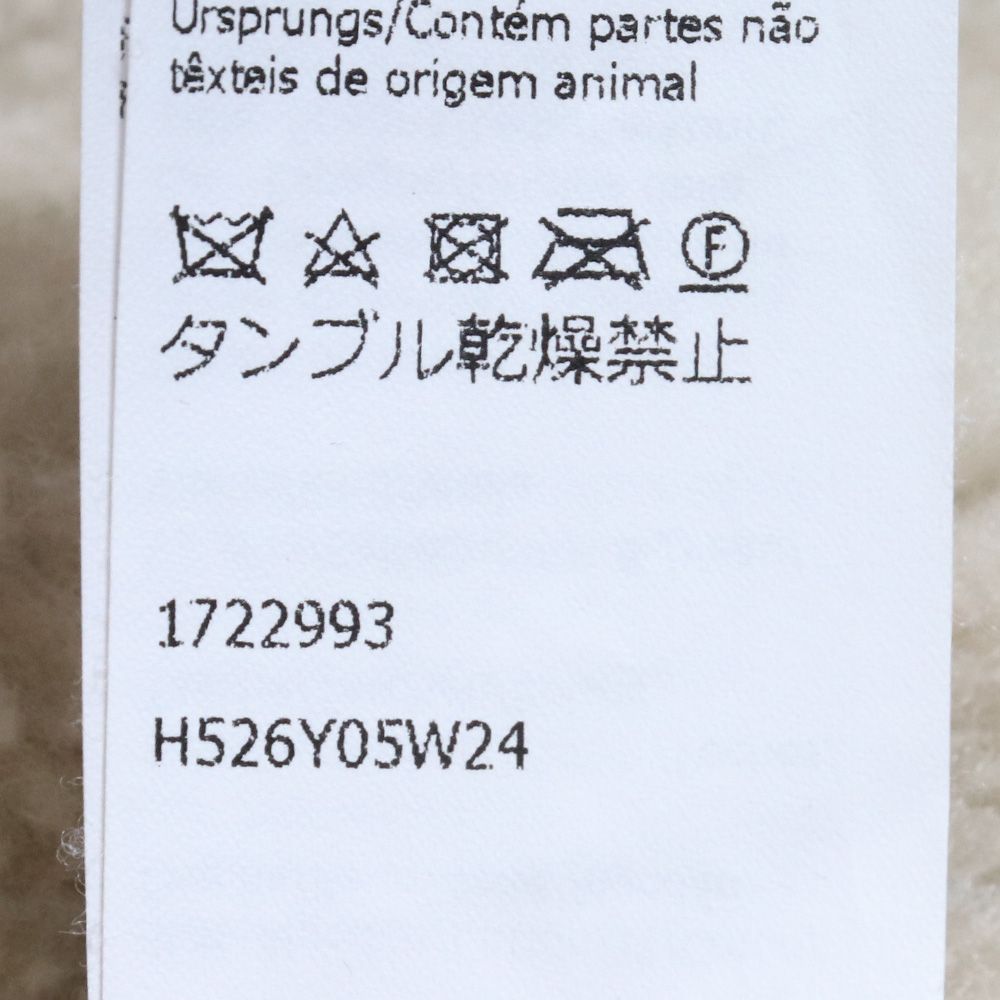 Ursprungs/Contém partes não
têxteis de origem animal
F
タンブル乾燥禁止
1722993
H526Y05W24